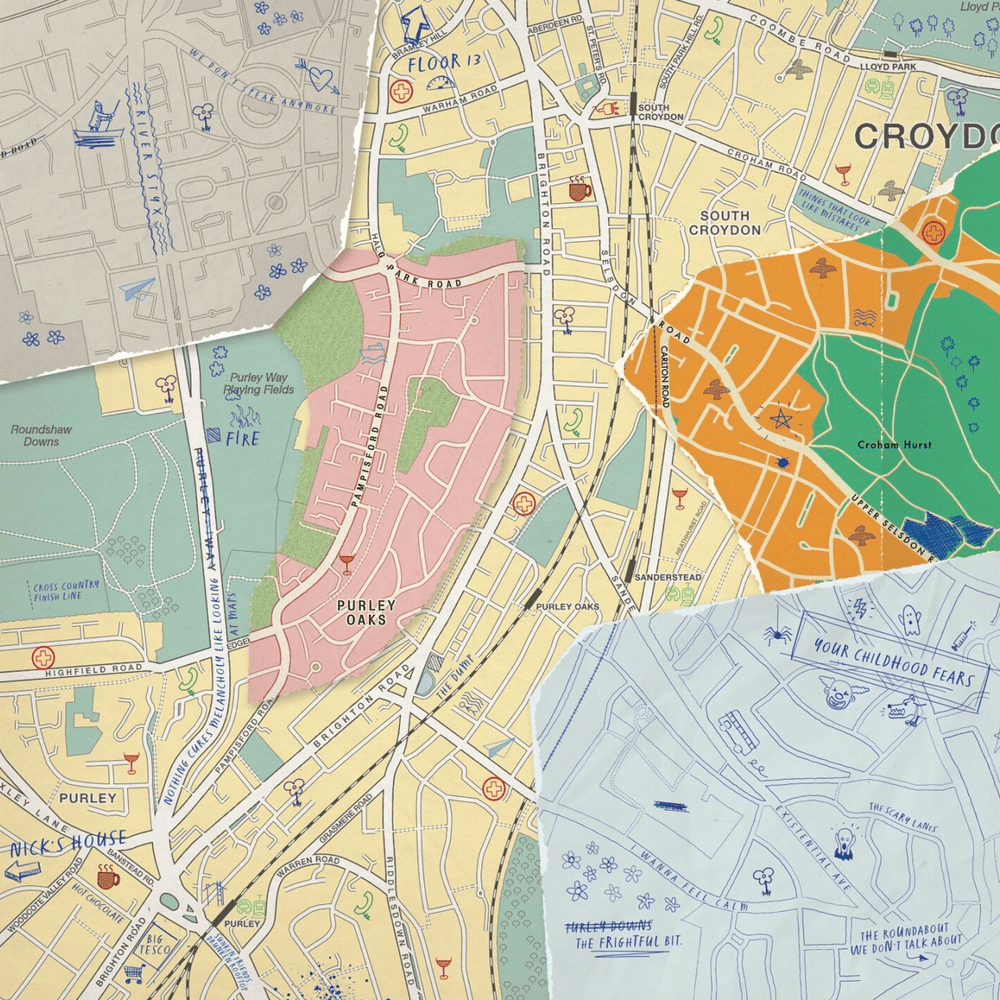 BRAMLEY HILL
FLOOR 13
WARHAM ROAD
ABERDEEN RD.
ST. PETER'S RD.
SOUTH PARK HILL RD.
COOMBE ROAD
LLOYD PARK
Lloyd P
SOUTH
CROYDON
CROYDO
CROHAM ROAD
THINGS THAT LOOK
LIKE MISTAKES
SOUTH
CROYDON
WE DON'T SPEAK ANYMORE
D ROAD
RIVER STYX
BRIGHTON ROAD
HALING PARK ROAD
SELSDON ROAD
CARLTON ROAD
Purley Way
Playing Fields
Roundshaw
Downs
FIRE
PURLEY WAY
PAMPISFORD ROAD
Croham Hurst
UPPER SELSDON R
HEATHHURST ROAD
SANDERSTEAD
SANDE
PURLEY OAKS
PURLEY
OAKS
CROSS COUNTRY
FINISH LINE
EDGEL
HIGHFIELD ROAD
NOTHING CURES MELANCHOLY LIKE LOOKING AT MAPS
PAMPISFORD ROA
BRIGHTON ROAD
THE DUMP
YOUR CHILDHOOD FEARS
PURLEY
XLEY LANE
NICK'S HOUSE
BANSTEAD RD.
WOODCOTE VALLEY ROAD
HOT CHOCOLATE
BRIGHTON ROAD
BIG
TESCO
PURLEY
GRASMERE ROAD
WARREN ROAD
RIDDLESDOWN ROAD
THE SCARY LANES
EXISTENTIAL AVE
I WANNA FEEL CALM
PURLEY DOWNS
THE FRIGHTFUL BIT.
THE ROUNDABOUT
WE DON'T TALK ABOUT